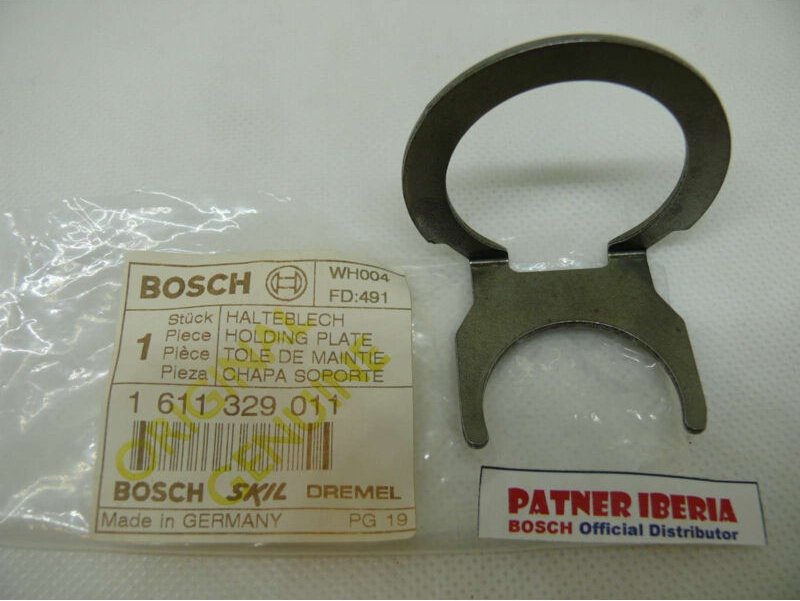 BOSCH
WH004
FD:491
1
Stück HALTEBLECH
Piece HOLDING PLATE
Pièce TOLE DE MAINTIE
Pieza CHAPA SOPORTE
1 611 329 011
ORIGINAL
GENUINE
BOSCH SKIL DREMEL
Made in GERMANY PG 19
PATNER IBERIA
BOSCH Official Distributor